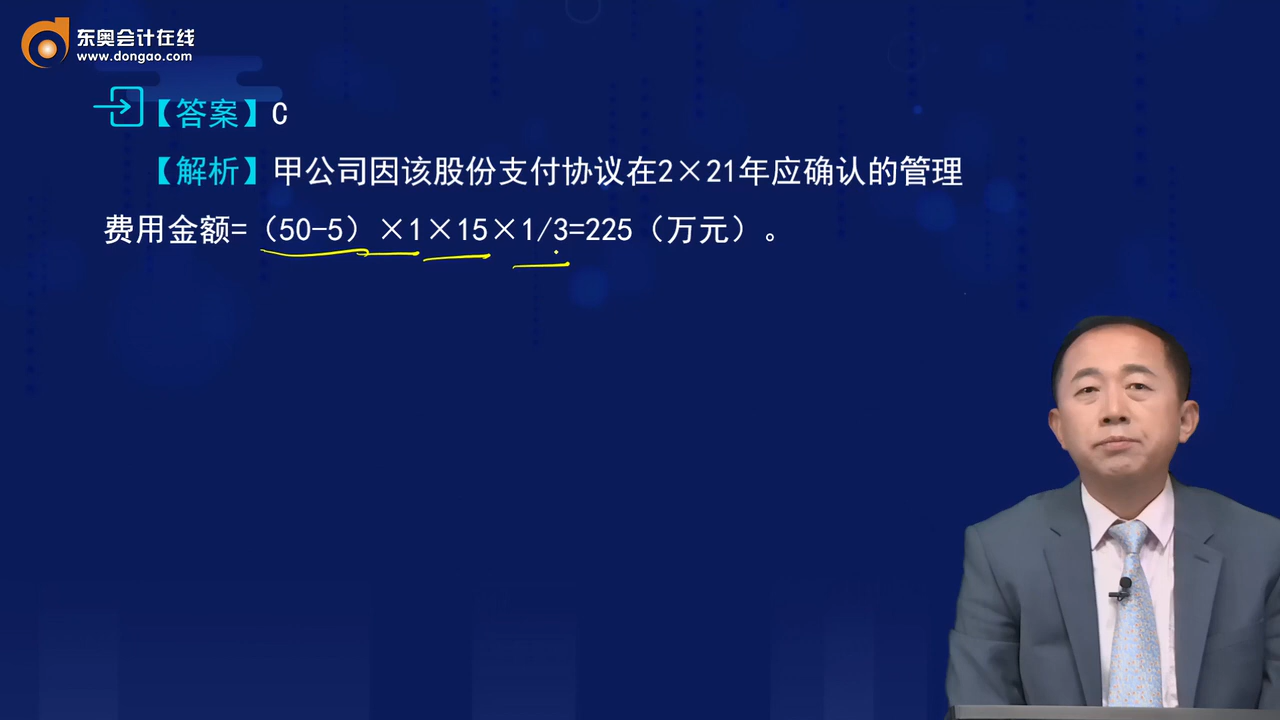 东奥会计在线
www.dongao.com
【答案】C
【解析】甲公司因该股份支付协议在2×21年应确认的管理
费用金额=（50-5）×1×15×1/3=225（万元）。